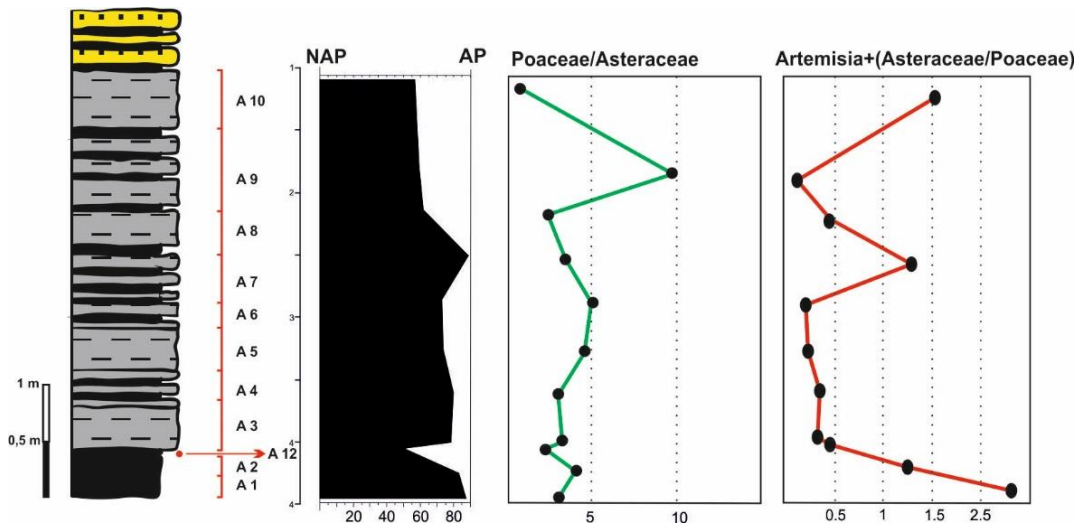 NAP AP
Poaceae/Asteraceae
Artemisia+(Asteraceae/Poaceae)
A 10
A 9
A 8
A 7
A 6
A 5
A 4
A 3
A 12
A 2
A 1
1 m
0,5 m
1
2
3
4
4
20 40 60 80
5 10
0.5 1 1.5 2 2.5